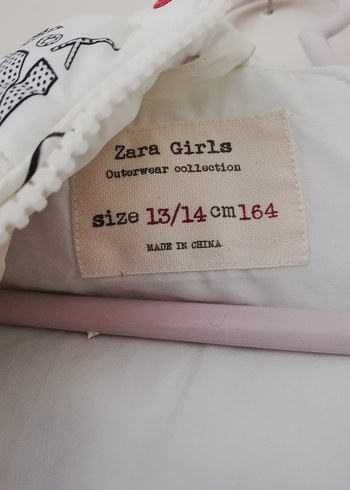 Zara Girls
Outerwear collection
size 13/14 cm 164
MADE IN CHINA